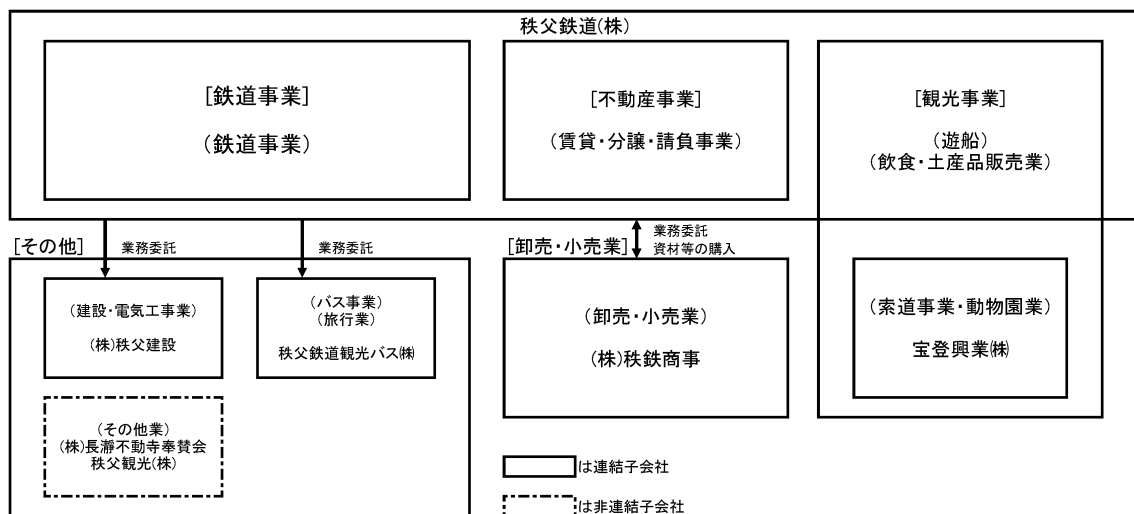 秩父鉄道(株)
[鉄道事業]
(鉄道事業)
[不動産事業]
(賃貸・分譲・請負事業)
[観光事業]
(遊船)
(飲食・土産品販売業)
[その他]
業務委託
業務委託
[卸売・小売業]
業務委託
資材等の購入
(建設・電気工事業)
(株)秩父建設
(バス事業)
(旅行業)
秩父鉄道観光バス㈱
(卸売・小売業)
(株)秩鉄商事
(索道事業・動物園業)
宝登興業㈱
(その他業)
(株)長瀞不動寺奉賛会
秩父観光(株)
は連結子会社
は非連結子会社